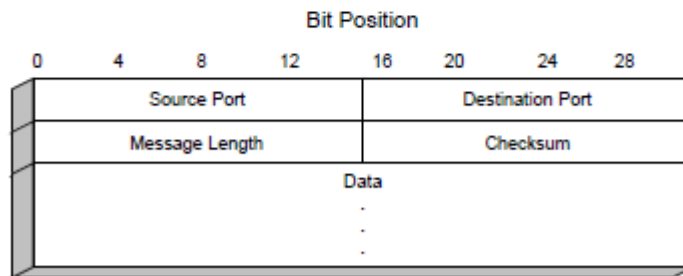 Bit Position
0 4 8 12 16 20 24 28
Source Port Destination Port
Message Length Checksum
Data
.
.
.